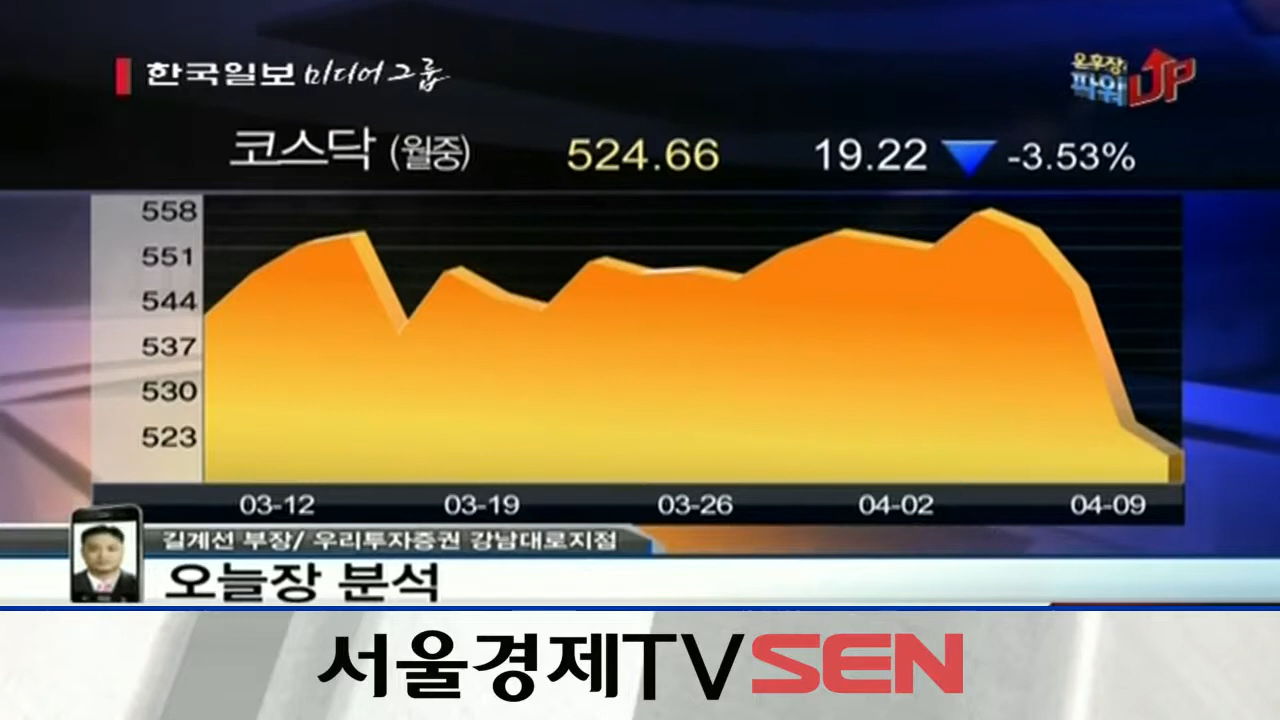 한국일보 미디어그룹
온후장!
파워UP
코스닥 (월중) 524.66 19.22 ▼ -3.53%
558
551
544
537
530
523
03-12 03-19 03-26 04-02 04-09
길계선 부장/ 우리투자증권 강남대로지점
오늘장 분석
서울경제TV SEN